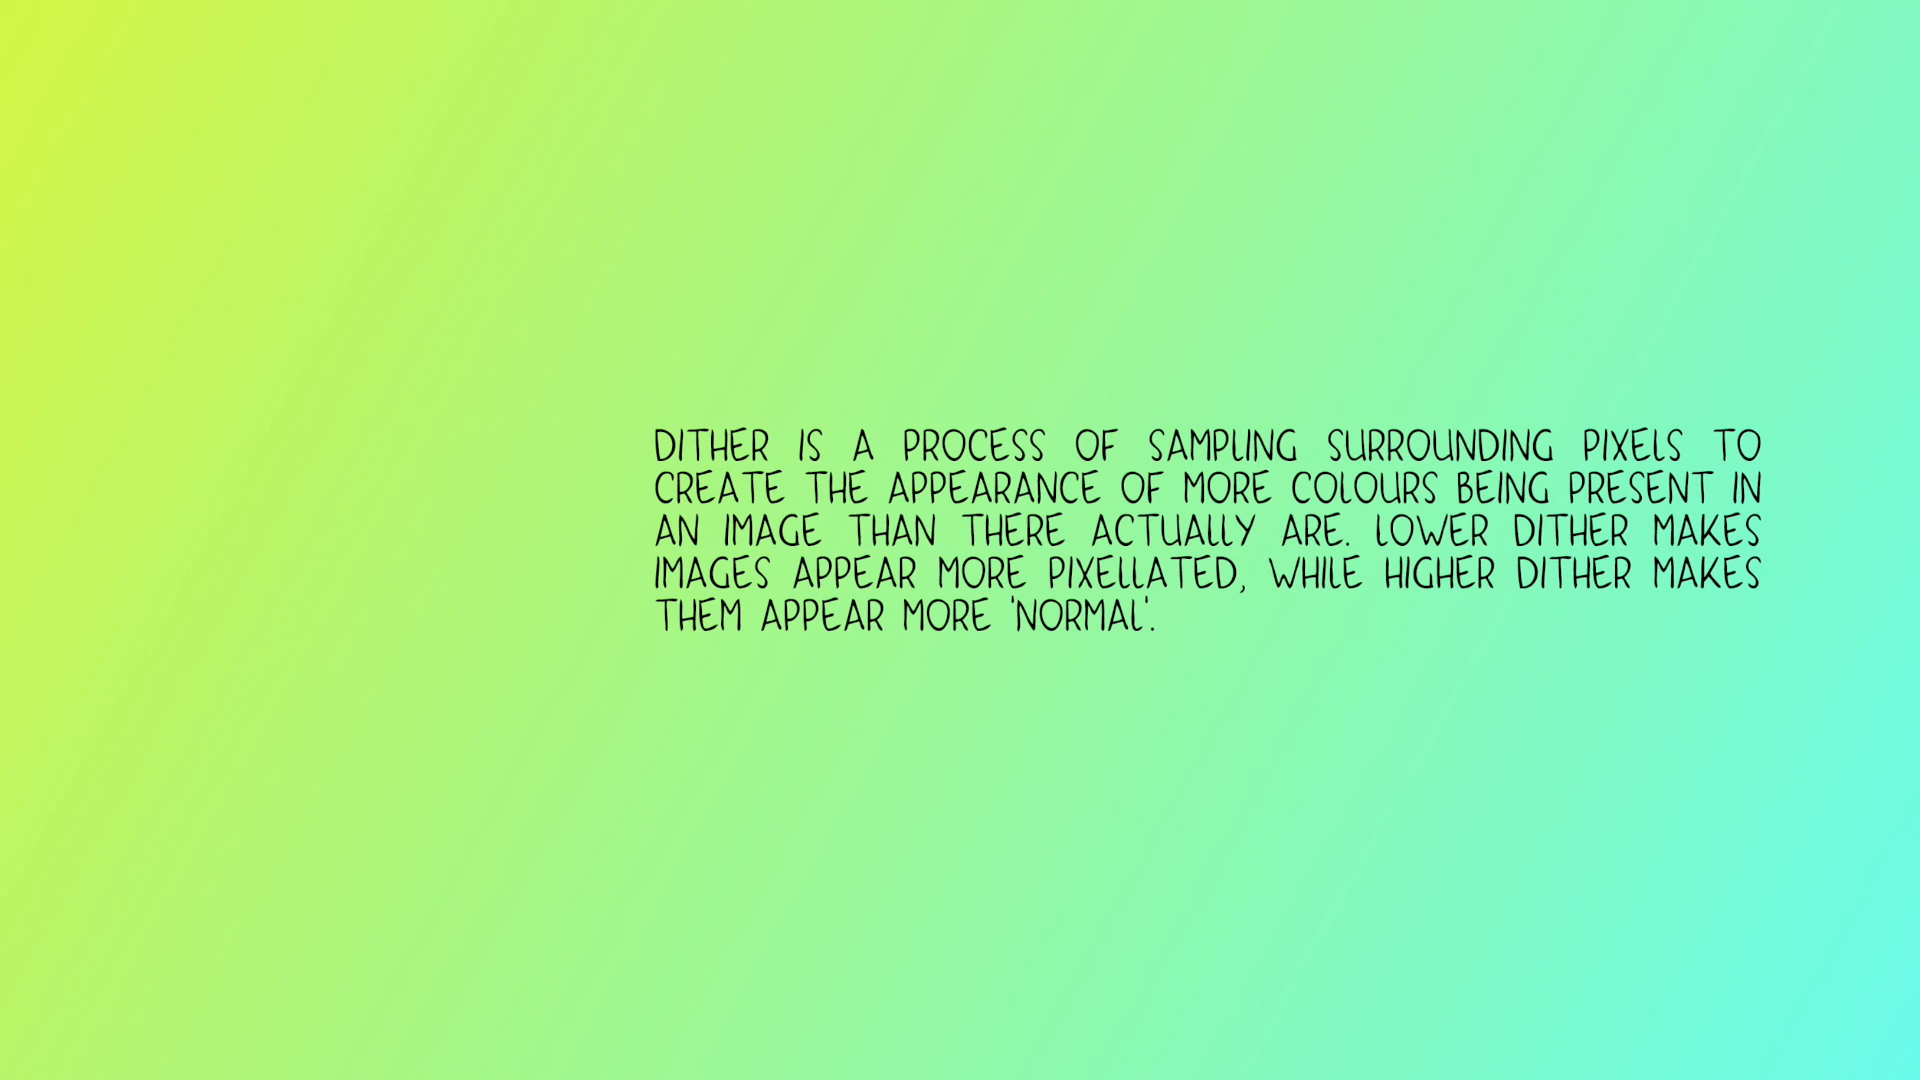 DITHER IS A PROCESS OF SAMPLING SURROUNDING PIXELS TO
CREATE THE APPEARANCE OF MORE COLOURS BEING PRESENT IN
AN IMAGE THAN THERE ACTUALLY ARE. LOWER DITHER MAKES
IMAGES APPEAR MORE PIXELLATED, WHILE HIGHER DITHER MAKES
THEM APPEAR MORE 'NORMAL'.